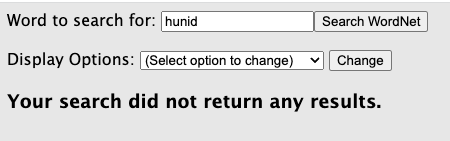 Word to search for: hunid Search WordNet
Display Options: (Select option to change) Change
Your search did not return any results.